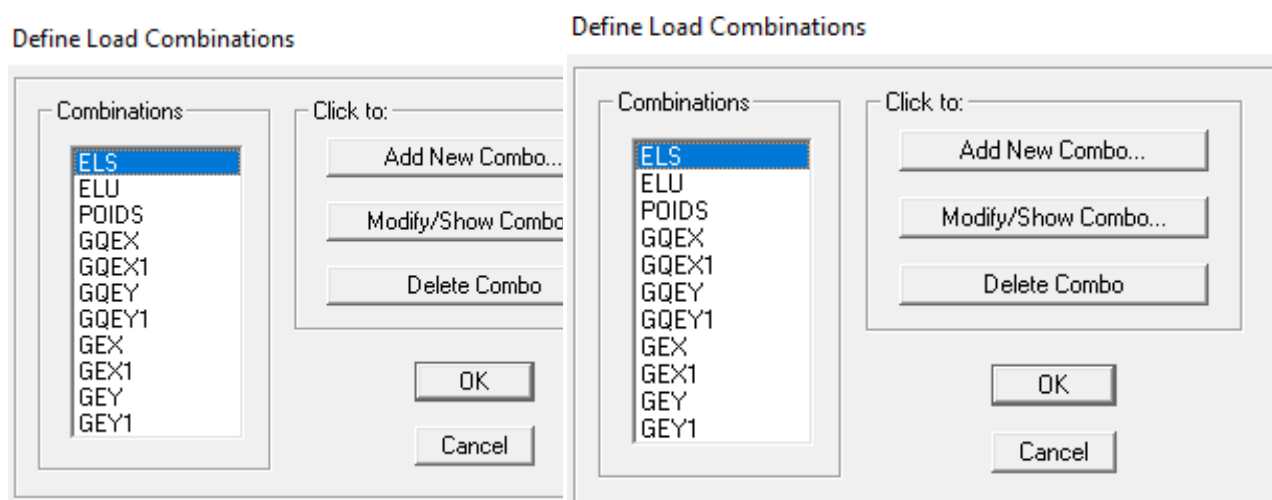 Define Load Combinations
Combinations
ELS
ELU
POIDS
GQEX
GQEX1
GQEY
GQEY1
GEX
GEX1
GEY
GEY1
Click to:
Add New Combo...
Modify/Show Combo
Delete Combo
OK
Cancel
Define Load Combinations
Combinations
ELS
ELU
POIDS
GQEX
GQEX1
GQEY
GQEY1
GEX
GEX1
GEY
GEY1
Click to:
Add New Combo...
Modify/Show Combo...
Delete Combo
OK
Cancel